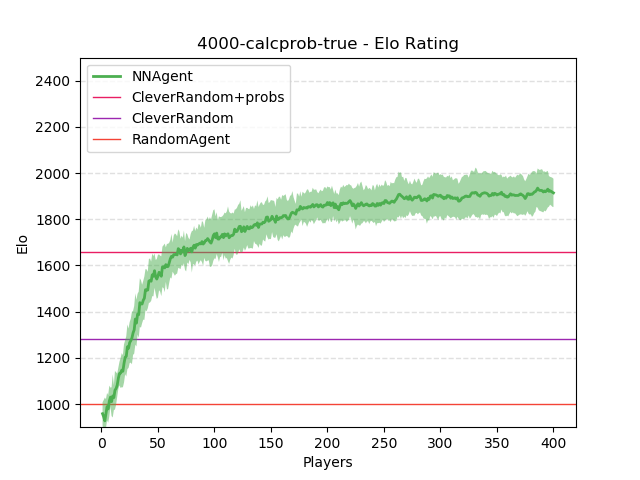 4000-calcprob-true - Elo Rating
NNAgent
CleverRandom+probs
CleverRandom
RandomAgent
2400
2200
2000
1800
1600
1400
1200
1000
Elo
0 50 100 150 200 250 300 350 400
Players